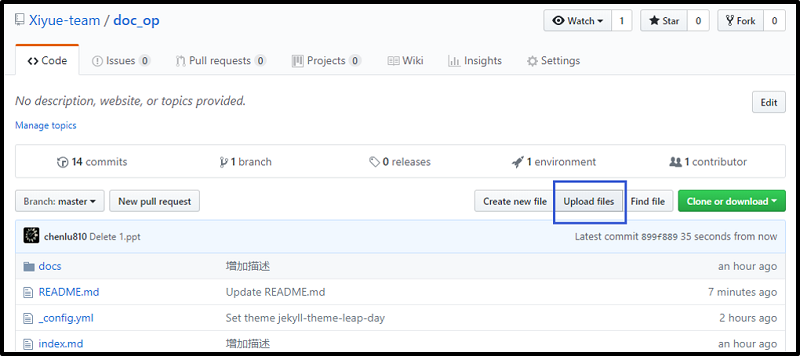 Xiyue-team / doc_op
Watch 1 Star 0 Fork 0
Code Issues 0 Pull requests 0 Projects 0 Wiki Insights Settings
No description, website, or topics provided. Edit
Manage topics
14 commits 1 branch 0 releases 1 environment 1 contributor
Branch: master New pull request Create new file Upload files Find file Clone or download
chenlu810 Delete 1.ppt Latest commit 899f889 35 seconds from now
docs 增加描述 an hour ago
README.md Update README.md 7 minutes ago
_config.yml Set theme jekyll-theme-leap-day 2 hours ago
index.md 增加描述 an hour ago